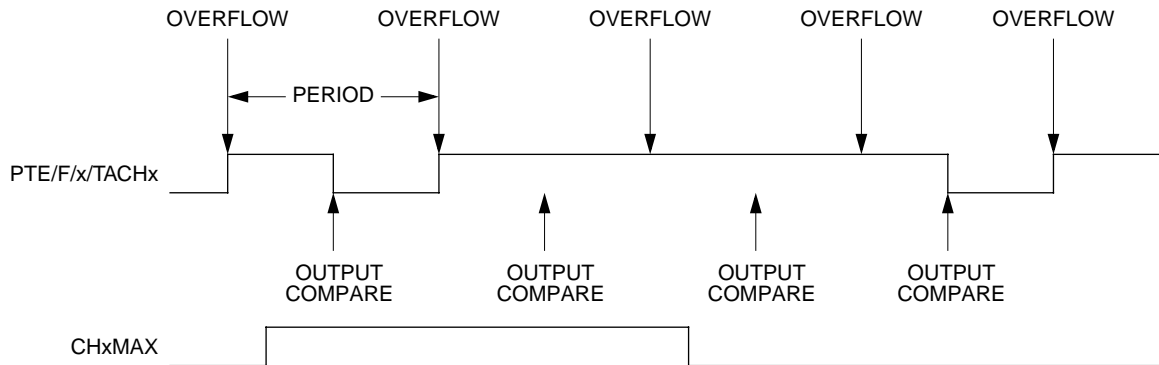 OVERFLOW OVERFLOW OVERFLOW OVERFLOW OVERFLOW
PERIOD
PTE/F/x/TACHx
OUTPUT OUTPUT OUTPUT OUTPUT
COMPARE COMPARE COMPARE COMPARE
CHxMAX